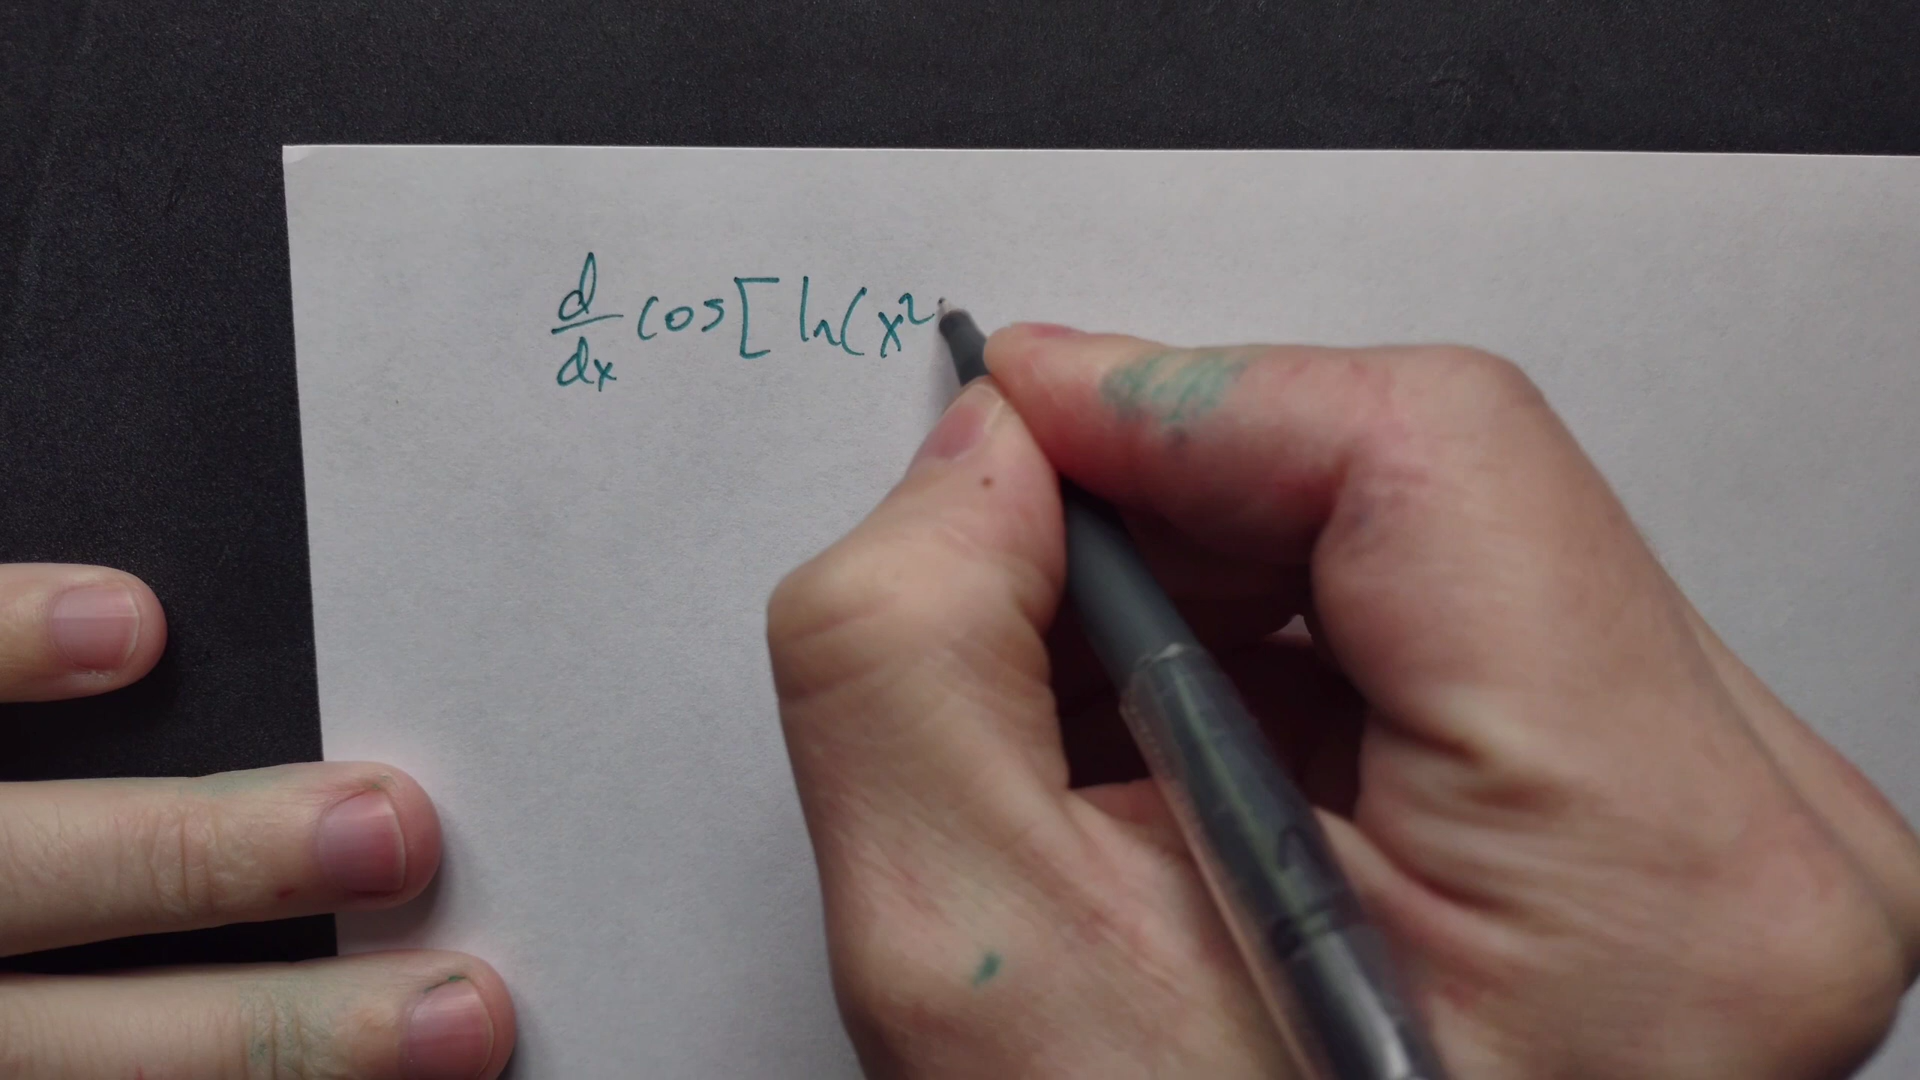 d/dx cos[ ln(x²